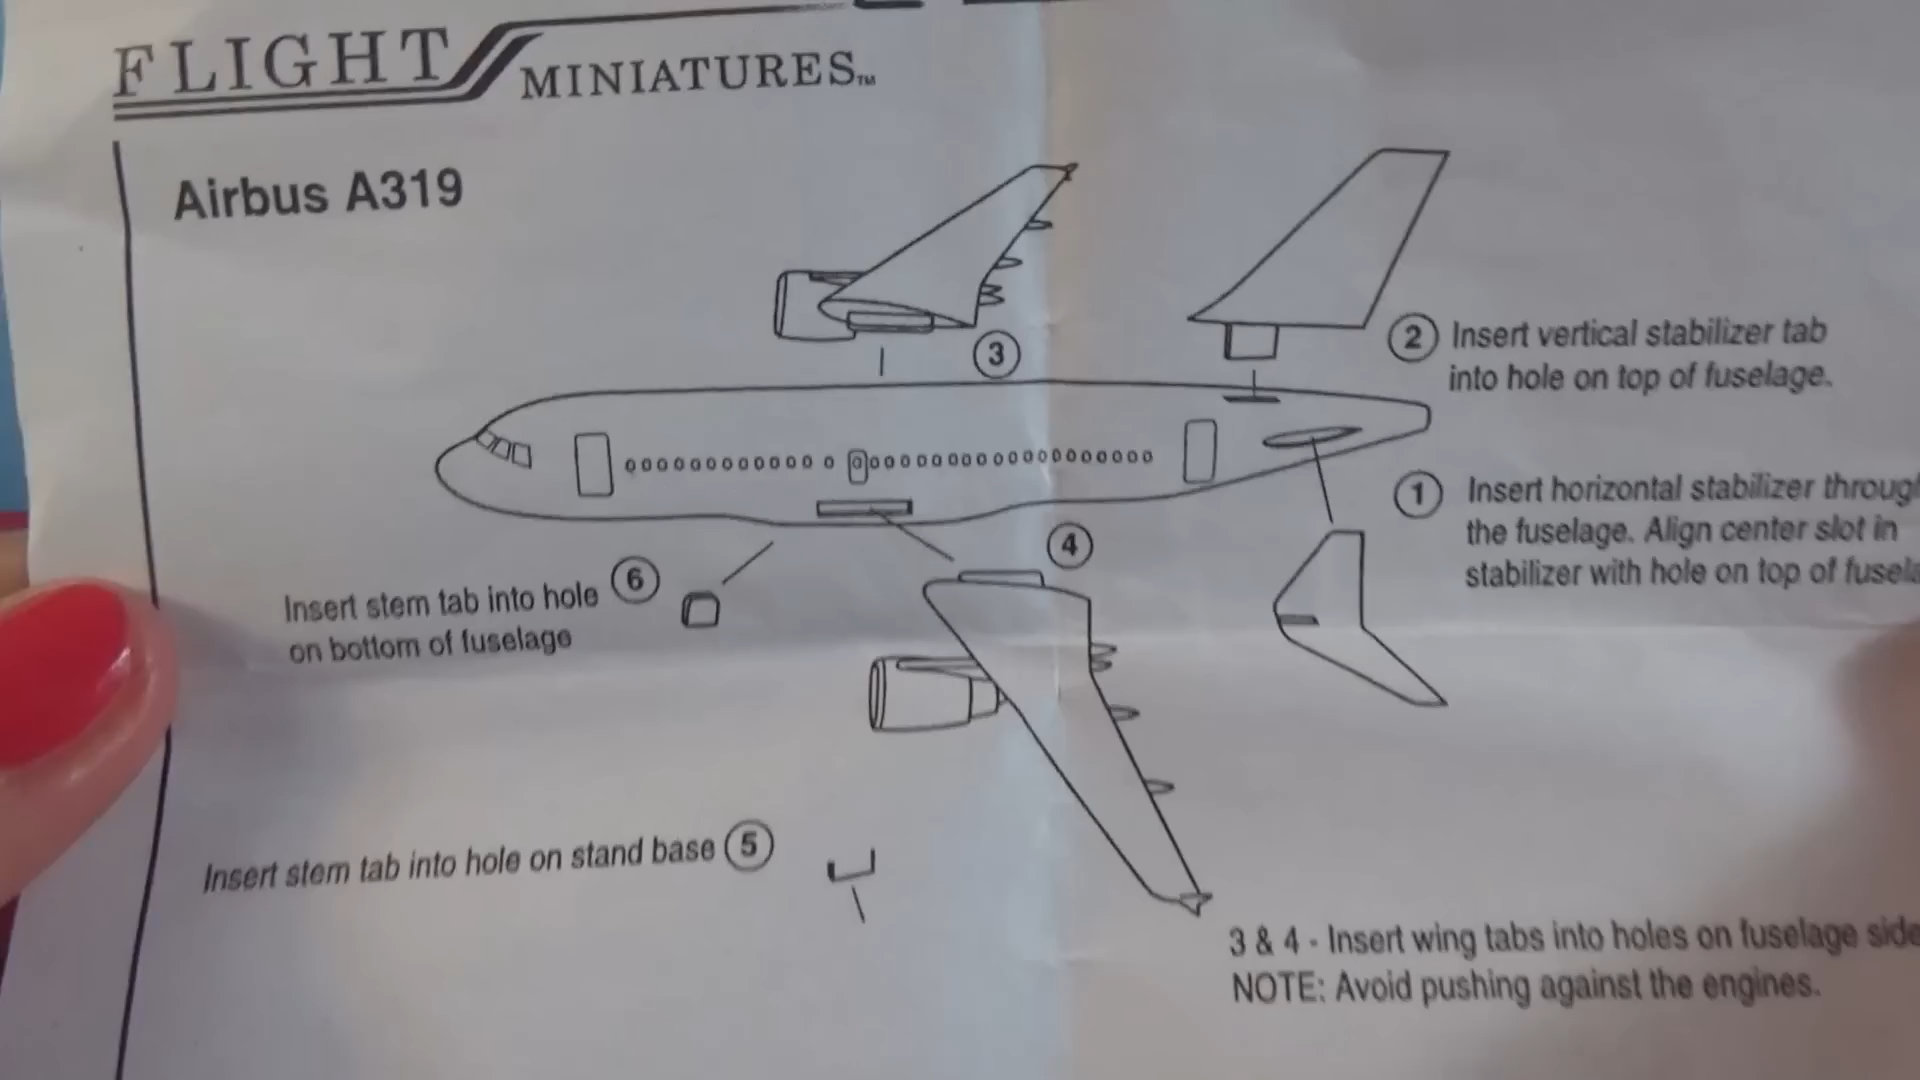 FLIGHT MINIATURES™
Airbus A319
3
2 Insert vertical stabilizer tab
into hole on top of fuselage.
1 Insert horizontal stabilizer
the fuselage. Align center slot in
stabilizer with hole on top of
4
6
Insert stem tab into hole
on bottom of fuselage
Insert stem tab into hole on stand base 5
3 & 4 - Insert wing tabs into holes on fuselage
NOTE: Avoid pushing against the engines.